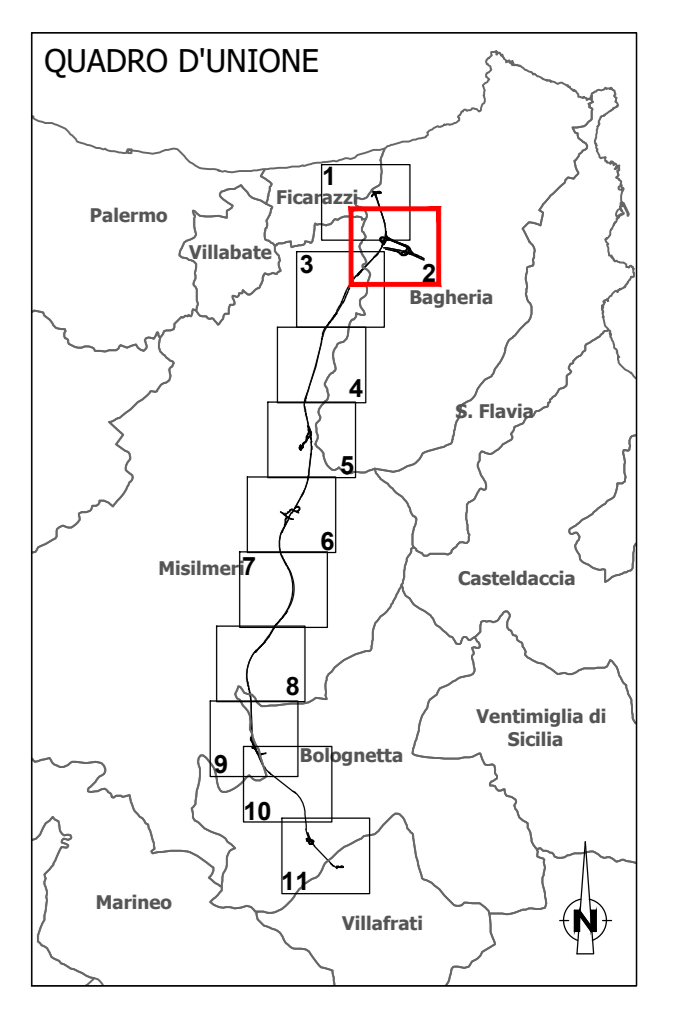 QUADRO D'UNIONE
1
Ficarazzi
Palermo
Villabate
3
2
Bagheria
4
S. Flavia
5
6
Misilmeri
7
Casteldaccia
8
Ventimiglia di
Sicilia
Bolognetta
9
10
11
Marineo
Villafrati
N